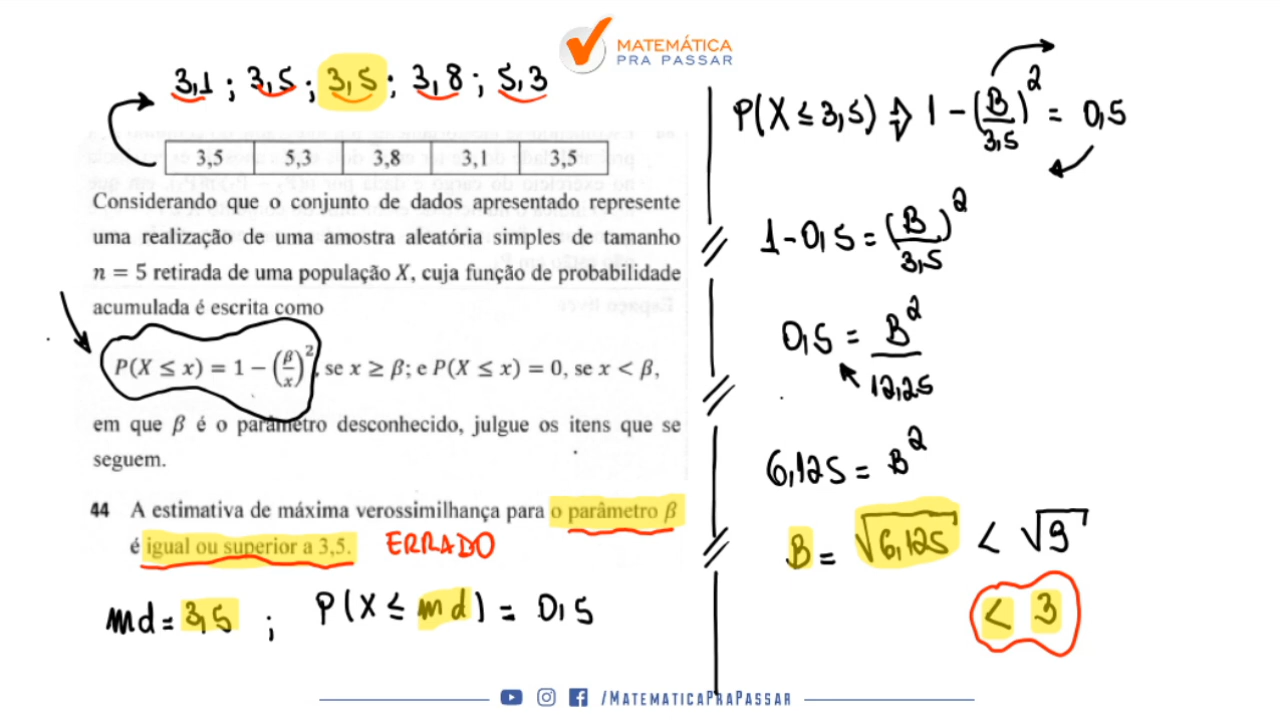 MATEMÁTICA
PRA PASSAR
3,1 ; 3,5 ; 3,5 ; 3,8 ; 5,3
3,5 5,3 3,8 3,1 3,5
Considerando que o conjunto de dados apresentado represente
uma realização de uma amostra aleatória simples de tamanho
n = 5 retirada de uma população X, cuja função de probabilidade
acumulada é escrita como
P(X ≤ x) = 1 − (β/x)², se x ≥ β; e P(X ≤ x) = 0, se x < β,
em que β é o parâmetro desconhecido, julgue os itens que se
seguem.
44 A estimativa de máxima verossimilhança para o parâmetro β
é igual ou superior a 3,5. ERRADO
md = 3,5 ; P(X ≤ md) = 0,5
P(X ≤ 3,5) ⇒ 1 − (B/3,5)² = 0,5
1 - 0,5 = (B/3,5)²
0,5 = B²/12,25
6,125 = B²
B = √6,125 < √9
< 3
/MATEMATICAPRAPASSAR